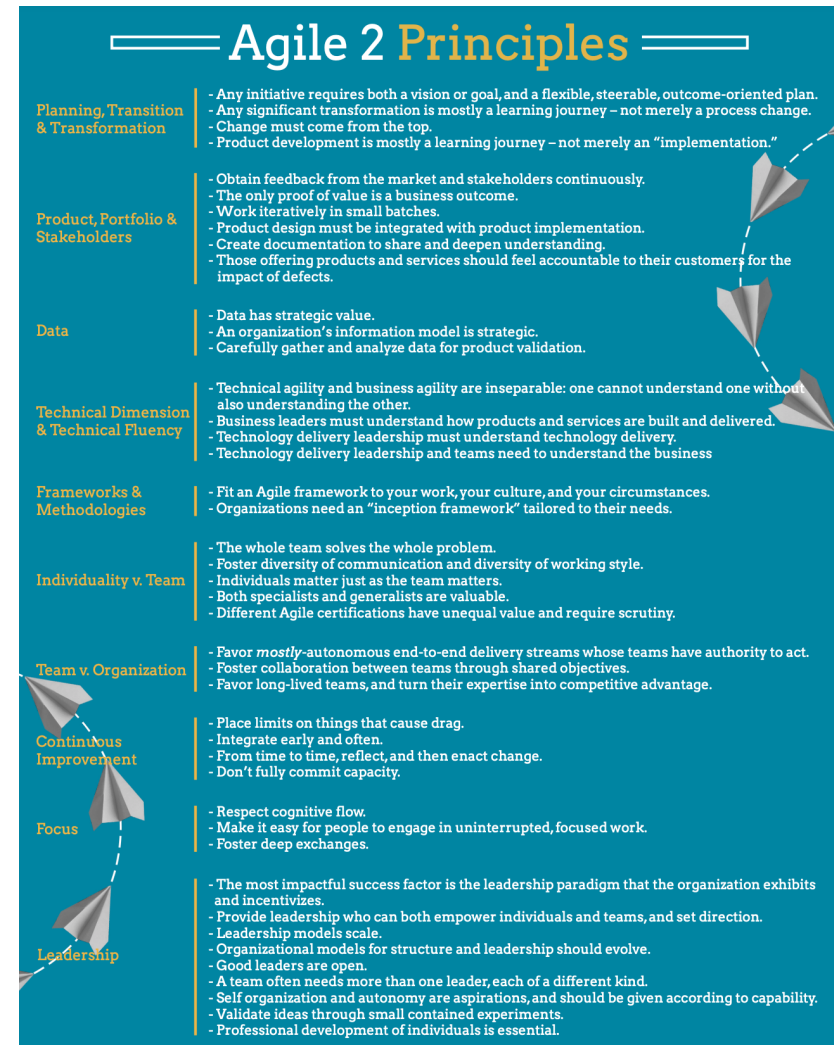 Agile 2 Principles
Planning, Transition
& Transformation
- Any initiative requires both a vision or goal, and a flexible, steerable, outcome-oriented plan.
- Any significant transformation is mostly a learning journey – not merely a process change.
- Change must come from the top.
- Product development is mostly a learning journey – not merely an “implementation.”
Product, Portfolio &
Stakeholders
- Obtain feedback from the market and stakeholders continuously.
- The only proof of value is a business outcome.
- Work iteratively in small batches.
- Product design must be integrated with product implementation.
- Create documentation to share and deepen understanding.
- Those offering products and services should feel accountable to their customers for the
impact of defects.
Data
- Data has strategic value.
- An organization’s information model is strategic.
- Carefully gather and analyze data for product validation.
Technical Dimension
& Technical Fluency
- Technical agility and business agility are inseparable: one cannot understand one without
also understanding the other.
- Business leaders must understand how products and services are built and delivered.
- Technology delivery leadership must understand technology delivery.
- Technology delivery leadership and teams need to understand the business
Frameworks &
Methodologies
- Fit an Agile framework to your work, your culture, and your circumstances.
- Organizations need an “inception framework” tailored to their needs.
Individuality v. Team
- The whole team solves the whole problem.
- Foster diversity of communication and diversity of working style.
- Individuals matter just as the team matters.
- Both specialists and generalists are valuable.
- Different Agile certifications have unequal value and require scrutiny.
Team v. Organization
- Favor mostly-autonomous end-to-end delivery streams whose teams have authority to act.
- Foster collaboration between teams through shared objectives.
- Favor long-lived teams, and turn their expertise into competitive advantage.
Continuous
Improvement
- Place limits on things that cause drag.
- Integrate early and often.
- From time to time, reflect, and then enact change.
- Don’t fully commit capacity.
Focus
- Respect cognitive flow.
- Make it easy for people to engage in uninterrupted, focused work.
- Foster deep exchanges.
Leadership
- The most impactful success factor is the leadership paradigm that the organization exhibits
and incentivizes.
- Provide leadership who can both empower individuals and teams, and set direction.
- Leadership models scale.
- Organizational models for structure and leadership should evolve.
- Good leaders are open.
- A team often needs more than one leader, each of a different kind.
- Self organization and autonomy are aspirations, and should be given according to capability.
- Validate ideas through small contained experiments.
- Professional development of individuals is essential.